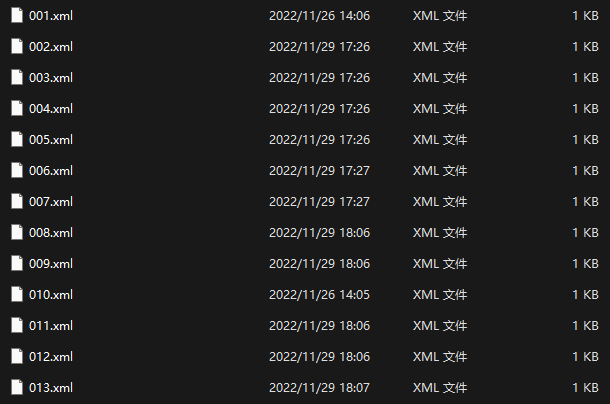 001.xml 2022/11/26 14:06 XML 文件 1 KB
002.xml 2022/11/29 17:26 XML 文件 1 KB
003.xml 2022/11/29 17:26 XML 文件 1 KB
004.xml 2022/11/29 17:26 XML 文件 1 KB
005.xml 2022/11/29 17:26 XML 文件 1 KB
006.xml 2022/11/29 17:27 XML 文件 1 KB
007.xml 2022/11/29 17:27 XML 文件 1 KB
008.xml 2022/11/29 18:06 XML 文件 1 KB
009.xml 2022/11/29 18:06 XML 文件 1 KB
010.xml 2022/11/26 14:05 XML 文件 1 KB
011.xml 2022/11/29 18:06 XML 文件 1 KB
012.xml 2022/11/29 18:06 XML 文件 1 KB
013.xml 2022/11/29 18:07 XML 文件 1 KB